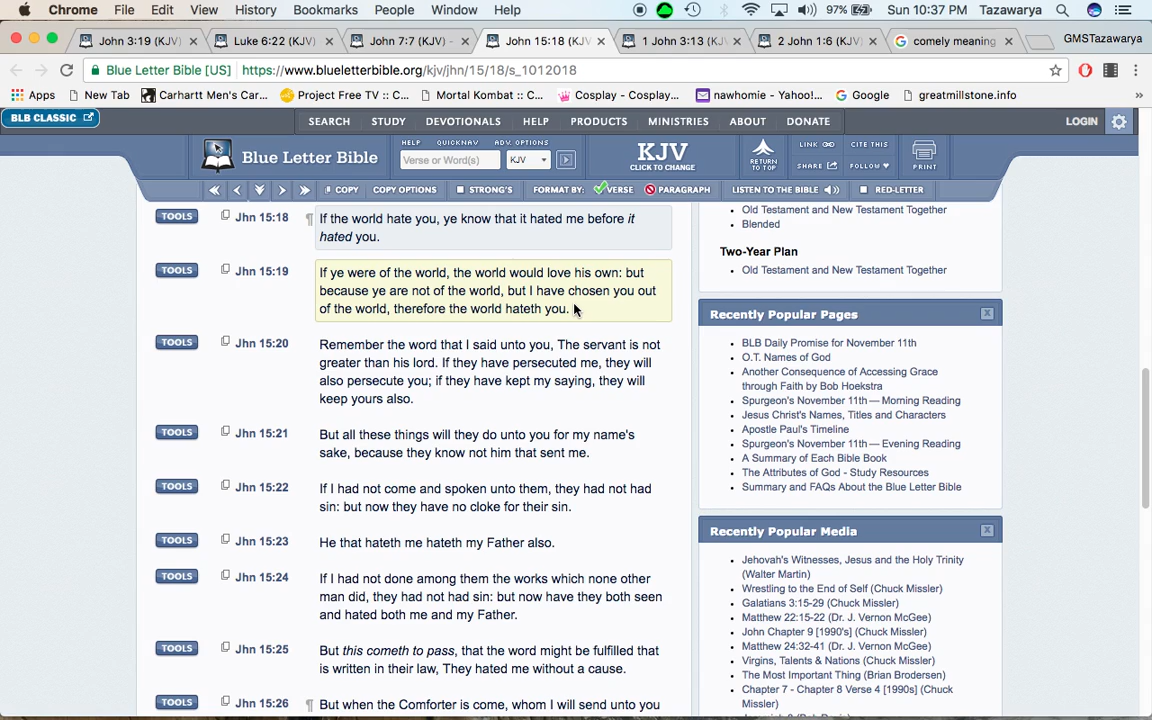 Chrome File Edit View History Bookmarks People Window Help 97% Sun 10:37 PM Tazawarya
John 3:19 (KJV) Luke 6:22 (KJV) John 7:7 (KJV) - John 15:18 (KJV 1 John 3:13 (KJV 2 John 1:6 (KJV) comely meaning GMSTazawarya
Blue Letter Bible [US] https://www.blueletterbible.org/kjv/jhn/15/18/s_1012018
Apps New Tab Carhartt Men's Car... Project Free TV :: C... Mortal Kombat :: C... Cosplay - Cosplay... nawhomie - Yahoo!... Google greatmillstone.info »
BLB CLASSIC SEARCH STUDY DEVOTIONALS HELP PRODUCTS MINISTRIES ABOUT DONATE LOGIN
HELP QUICKNAV ADV. OPTIONS
Blue Letter Bible Verse or Word(s) KJV KJV CLICK TO CHANGE RETURN TO TOP LINK CITE THIS SHARE FOLLOW PRINT
COPY COPY OPTIONS STRONG'S FORMAT BY: VERSE PARAGRAPH LISTEN TO THE BIBLE RED-LETTER
TOOLS Jhn 15:18 ¶ If the world hate you, ye know that it hated me before it
hated you.
TOOLS Jhn 15:19 If ye were of the world, the world would love his own: but
because ye are not of the world, but I have chosen you out
of the world, therefore the world hateth you.
TOOLS Jhn 15:20 Remember the word that I said unto you, The servant is not
greater than his lord. If they have persecuted me, they will
also persecute you; if they have kept my saying, they will
keep yours also.
TOOLS Jhn 15:21 But all these things will they do unto you for my name's
sake, because they know not him that sent me.
TOOLS Jhn 15:22 If I had not come and spoken unto them, they had not had
sin: but now they have no cloke for their sin.
TOOLS Jhn 15:23 He that hateth me hateth my Father also.
TOOLS Jhn 15:24 If I had not done among them the works which none other
man did, they had not had sin: but now have they both seen
and hated both me and my Father.
TOOLS Jhn 15:25 But this cometh to pass, that the word might be fulfilled that
is written in their law, They hated me without a cause.
TOOLS Jhn 15:26 ¶ But when the Comforter is come, whom I will send unto you
Old Testament and New Testament Together
Blended
Two-Year Plan
Old Testament and New Testament Together
Recently Popular Pages
BLB Daily Promise for November 11th
O.T. Names of God
Another Consequence of Accessing Grace
through Faith by Bob Hoekstra
Spurgeon's November 11th — Morning Reading
Jesus Christ's Names, Titles and Characters
Apostle Paul's Timeline
Spurgeon's November 11th — Evening Reading
A Summary of Each Bible Book
The Attributes of God - Study Resources
Summary and FAQs About the Blue Letter Bible
Recently Popular Media
Jehovah's Witnesses, Jesus and the Holy Trinity
(Walter Martin)
Wrestling to the End of Self (Chuck Missler)
Galatians 3:15-29 (Chuck Missler)
Matthew 22:15-22 (Dr. J. Vernon McGee)
John Chapter 9 [1990's] (Chuck Missler)
Matthew 24:32-41 (Dr. J. Vernon McGee)
Virgins, Talents & Nations (Chuck Missler)
The Most Important Thing (Brian Brodersen)
Chapter 7 - Chapter 8 Verse 4 [1990s] (Chuck
Missler)